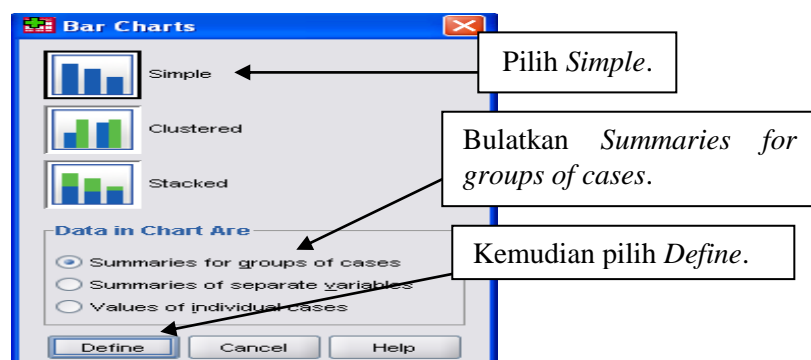 Bar Charts
Simple
Pilih Simple.
Clustered
Bulatkan Summaries for
groups of cases.
Stacked
Data in Chart Are
Summaries for groups of cases
Kemudian pilih Define.
Summaries of separate variables
Values of individual cases
Define
Cancel
Help